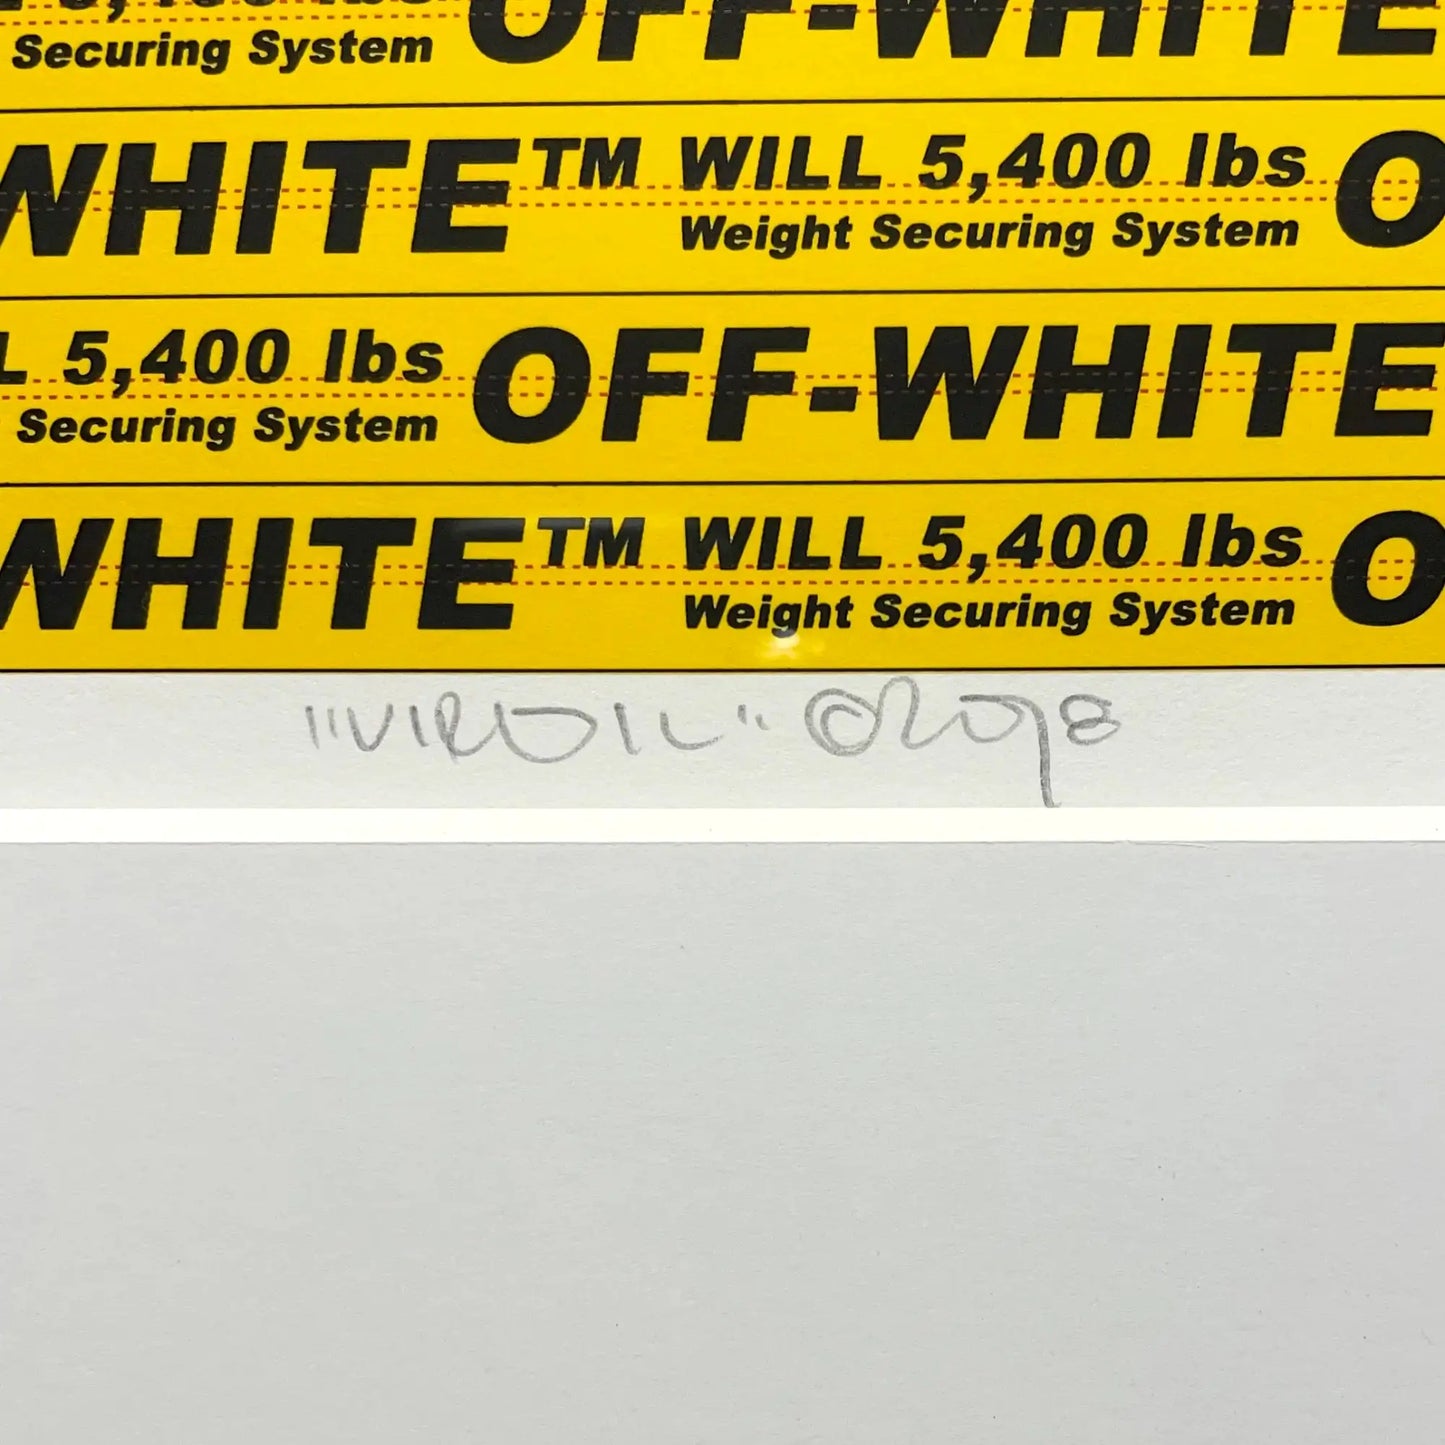 Securing System OFF-WHITE
WHITE™ WILL 5,400 lbs
Weight Securing System
5,400 lbs OFF-WHITE
Securing System
WHITE™ WILL 5,400 lbs
Weight Securing System
"VIRGIL" ©2018